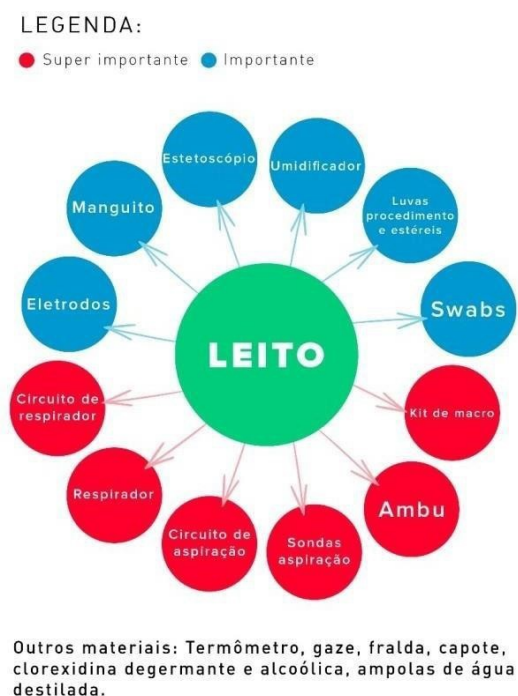 LEGENDA:
Super importante Importante
Estetoscópio
Umidificador
Manguito
Luvas
procedimento
e estéreis
Eletrodos
Swabs
LEITO
Circuito de
respirador
Kit de macro
Respirador
Ambu
Circuito de
aspiração
Sondas
aspiração
Outros materiais: Termômetro, gaze, fralda, capote,
clorexidina degermante e alcoólica, ampolas de água
destilada.